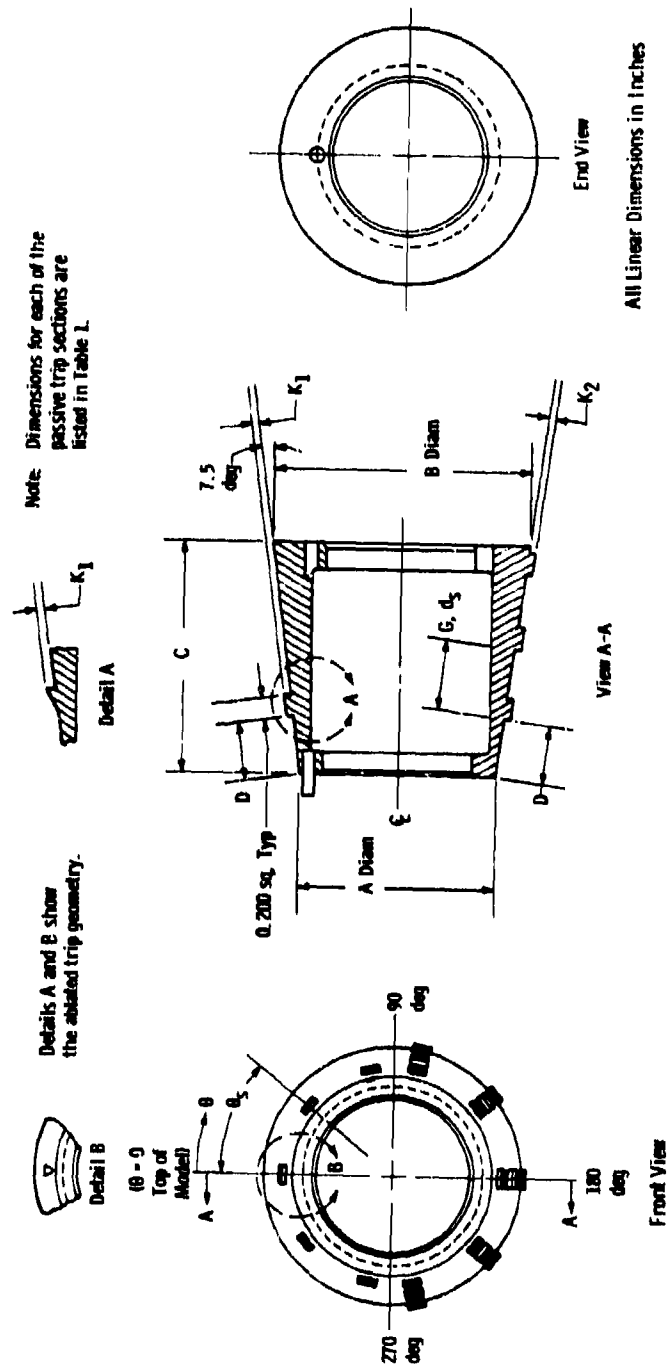 Detail B
Details A and B show
the ablated trip geometry.
Detail A
K1
Note: Dimensions for each of the
passive trip sections are
listed in Table 1.
(θ = 0
Top of
Model)
A
θ
θs
B
270
deg
90
deg
180
deg
A
Front View
0.200 sq. Typ
D
C
7.5
deg
K1
A Diam
A
℄
B Diam
G, ds
D
K2
View A-A
End View
All Linear Dimensions in Inches